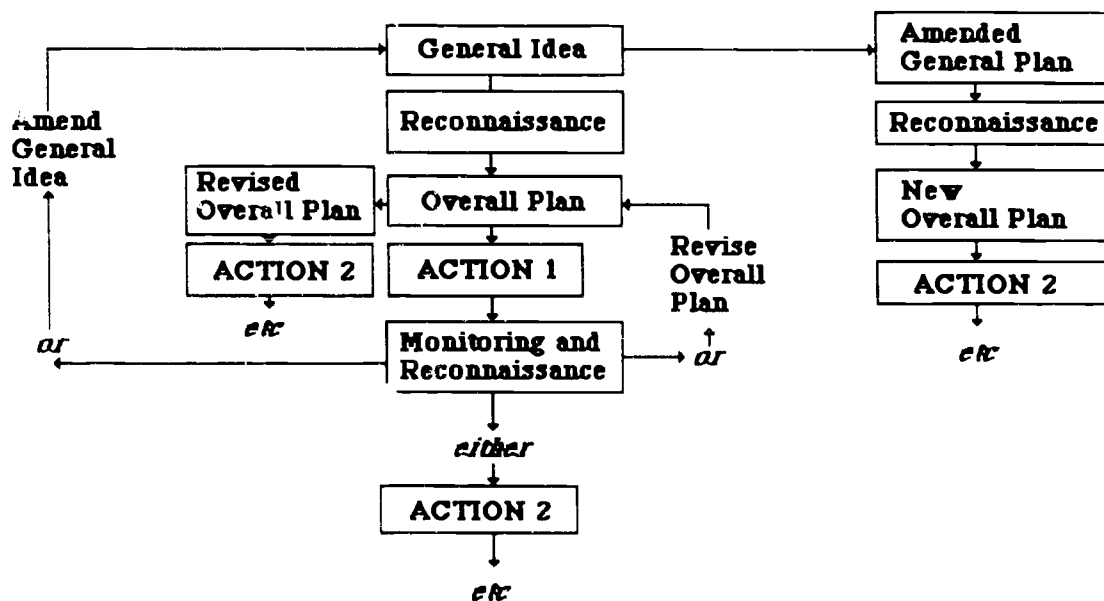 General Idea
Amended
General Plan
Reconnaissance
Reconnaissance
Amend
General
Idea
Revised
Overall Plan
Overall Plan
New
Overall Plan
Revise
Overall
Plan
ACTION 2
ACTION 1
ACTION 2
etc
or
Monitoring and
Reconnaissance
or
etc
either
ACTION 2
etc